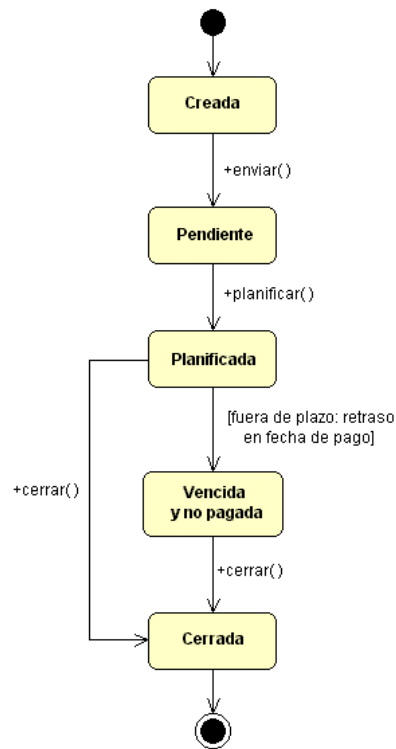 Creada
+enviar()
Pendiente
+planificar()
Planificada
[fuera de plazo: retraso
en fecha de pago]
+cerrar()
Vencida
y no pagada
+cerrar()
Cerrada